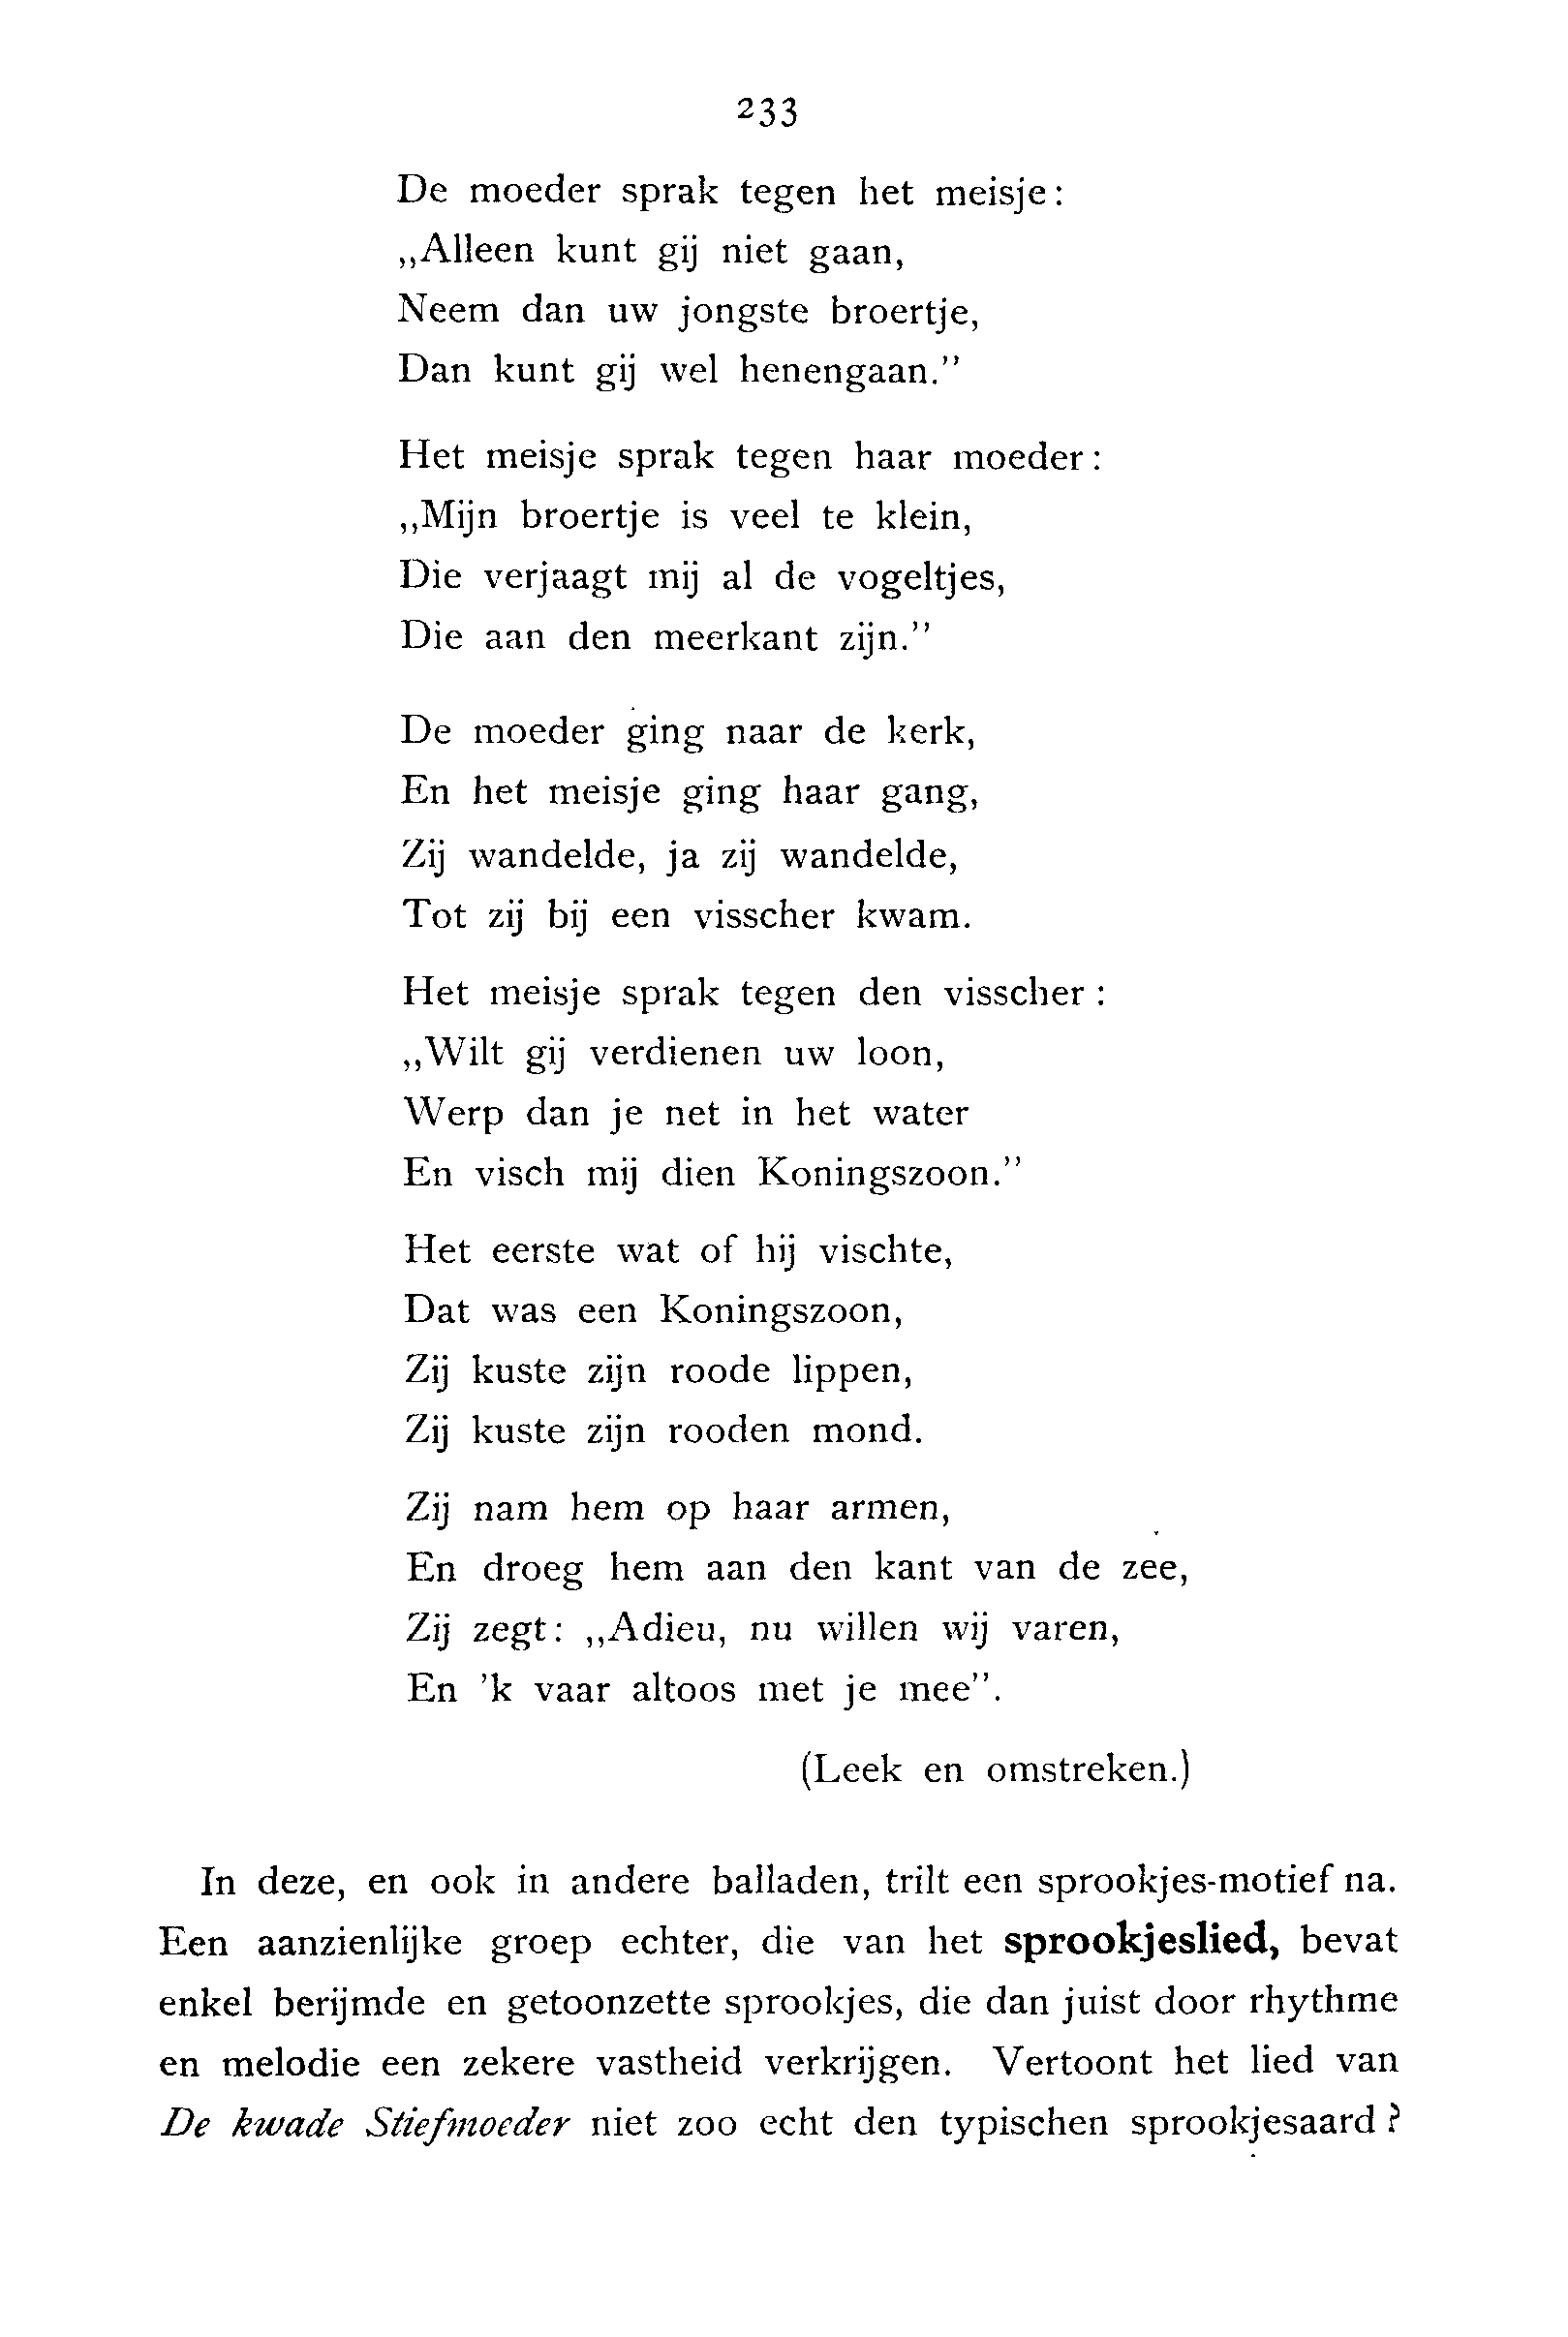 233
De moeder sprak tegen het meisje:
„Alleen kunt gij niet gaan,
Neem dan uw jongste broertje,
Dan kunt gij wel henengaan.”
Het meisje sprak tegen haar moeder:
„Mijn broertje is veel te klein,
Die verjaagt mij al de vogeltjes,
Die aan den meerkant zijn.”
De moeder ging naar de kerk,
En het meisje ging haar gang,
Zij wandelde, ja zij wandelde,
Tot zij bij een visscher kwam.
Het meisje sprak tegen den visscher :
„Wilt gij verdienen uw loon,
Werp dan je net in het water
En visch mij dien Koningszoon.”
Het eerste wat of hij vischte,
Dat was een Koningszoon,
Zij kuste zijn roode lippen,
Zij kuste zijn rooden mond.
Zij nam hem op haar armen,
En droeg hem aan den kant van de zee,
Zij zegt: „Adieu, nu willen wij varen,
En ’k vaar altoos met je mee”.
(Leek en omstreken.)
In deze, en ook in andere balladen, trilt een sprookjes-motief na.
Een aanzienlijke groep echter, die van het sprookjeslied, bevat
enkel berijmde en getoonzette sprookjes, die dan juist door rhythme
en melodie een zekere vastheid verkrijgen. Vertoont het lied van
De kwade Stiefmoeder niet zoo echt den typischen sprookjesaard ?